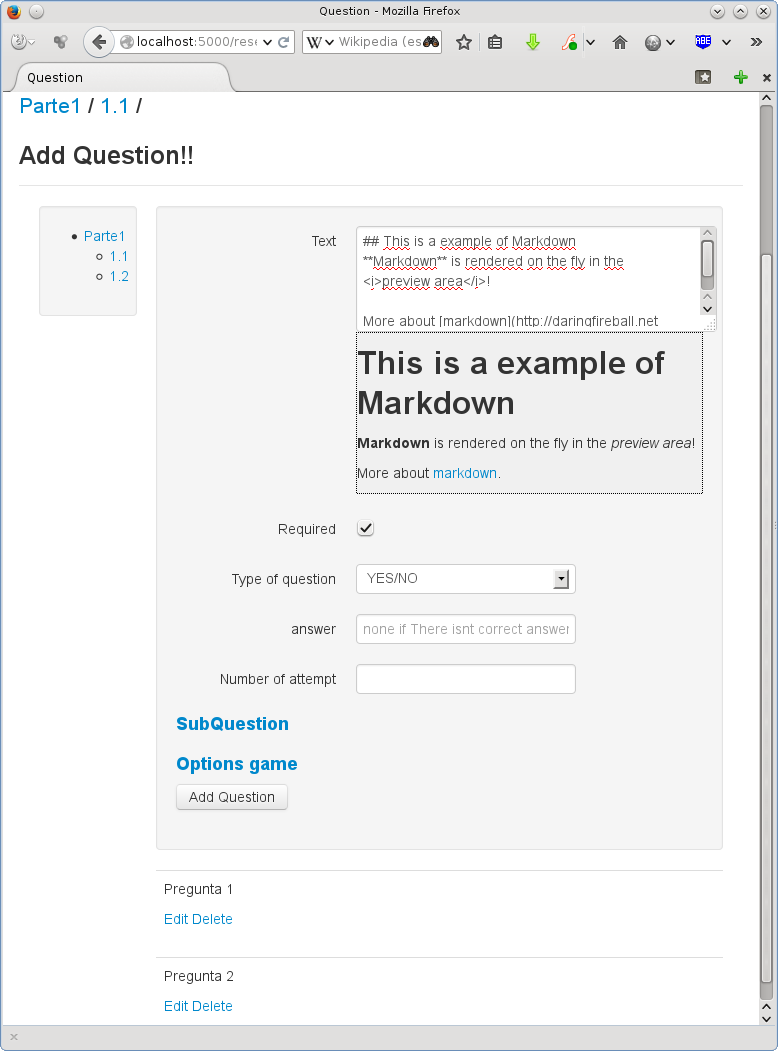 Question - Mozilla Firefox
localhost:5000/rese
W Wikipedia (es
ABE
Question
Parte1 / 1.1 /
Add Question!!
Parte1
1.1
1.2
Text
## This is a example of Markdown
**Markdown** is rendered on the fly in the
<i>preview area</i>!
More about [markdown](http://daringfireball.net
This is a example of
Markdown
Markdown is rendered on the fly in the preview area!
More about markdown.
Required
Type of question YES/NO
answer none if There isnt correct answer
Number of attempt
SubQuestion
Options game
Add Question
Pregunta 1
Edit Delete
Pregunta 2
Edit Delete